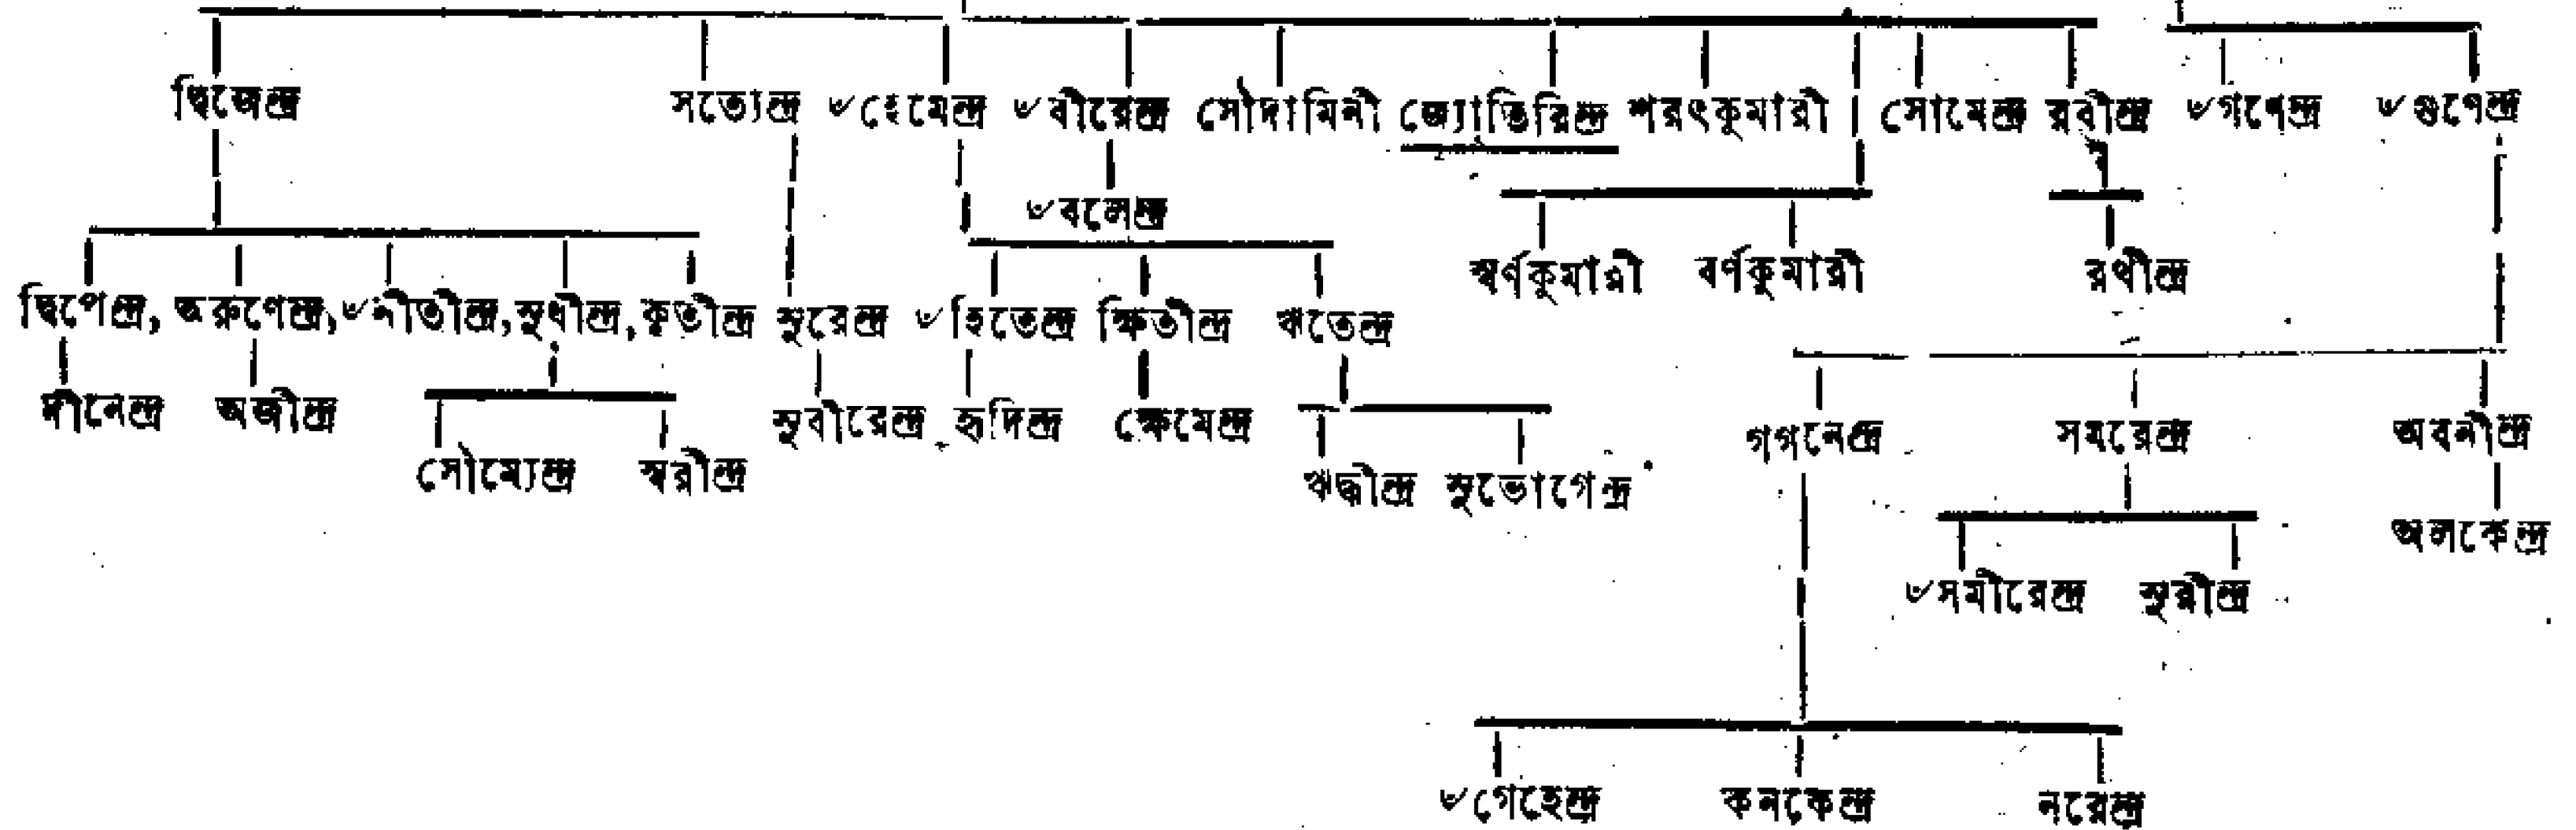 দ্বিজেন্দ্র সত্যেন্দ্র ৺হেমেন্দ্র ৺বীরেন্দ্র সৌদামিনী জ্যোতিরিন্দ্র শরৎকুমারী সোমেন্দ্র রবীন্দ্র ৺গণেন্দ্র ৺গুণেন্দ্র
৺বলেন্দ্র
স্বর্ণকুমারী বর্ণকুমারী রথীন্দ্র
দ্বিপেন্দ্র, অরুণেন্দ্র, ৺নীতীন্দ্র, সুধীন্দ্র, কৃতীন্দ্র সুরেন্দ্র ৺হিতেন্দ্র ক্ষিতীন্দ্র ঋতেন্দ্র
দীনেন্দ্র অজীন্দ্র সুবীরেন্দ্র হৃদিন্দ্র ক্ষেমেন্দ্র গগনেন্দ্র সমরেন্দ্র অবনীন্দ্র
সৌম্যেন্দ্র স্বরীন্দ্র ঋদ্ধীন্দ্র সুভোগেন্দ্র
অলকেন্দ্র
৺সমীরেন্দ্র সুরীন্দ্র
৺গেহেন্দ্র কনকেন্দ্র নরেন্দ্র